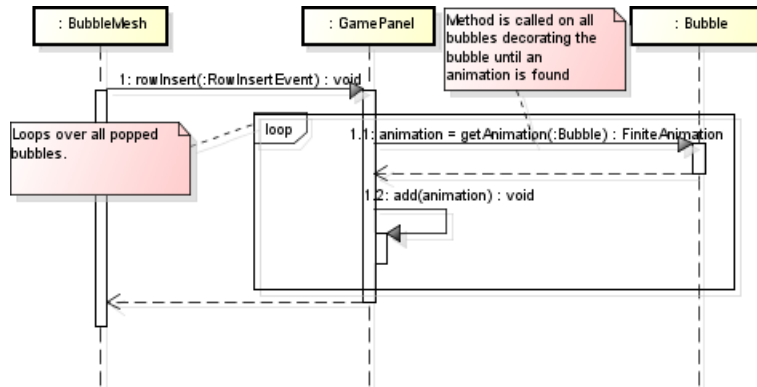 : BubbleMesh
: GamePanel
Method is called on all
bubbles decorating the
bubble until an
animation is found
: Bubble
1: rowInsert(:RowInsertEvent) : void
Loops over all popped
bubbles.
loop
1.1: animation = getAnimation(:Bubble) : FiniteAnimation
1.2: add(animation) : void